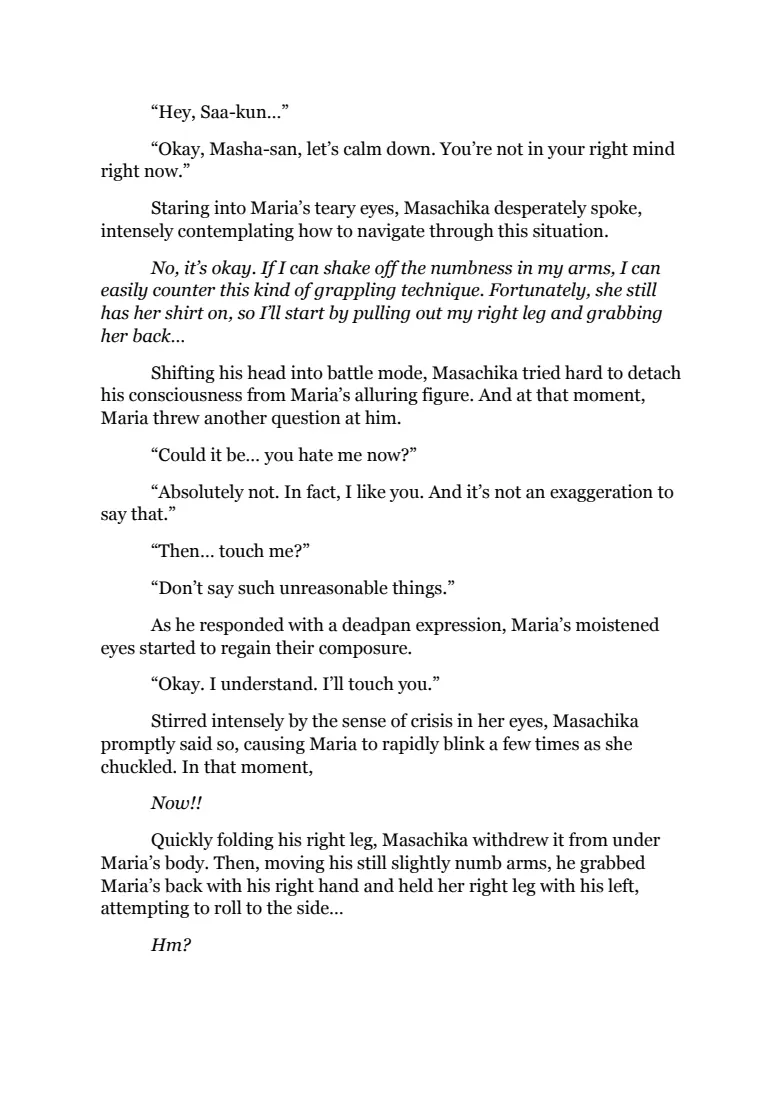 “Hey, Saa-kun…”
“Okay, Masha-san, let’s calm down. You’re not in your right mind
right now.”
Staring into Maria’s teary eyes, Masachika desperately spoke,
intensely contemplating how to navigate through this situation.
No, it’s okay. If I can shake off the numbness in my arms, I can
easily counter this kind of grappling technique. Fortunately, she still
has her shirt on, so I’ll start by pulling out my right leg and grabbing
her back…
Shifting his head into battle mode, Masachika tried hard to detach
his consciousness from Maria’s alluring figure. And at that moment,
Maria threw another question at him.
“Could it be… you hate me now?”
“Absolutely not. In fact, I like you. And it’s not an exaggeration to
say that.”
“Then… touch me?”
“Don’t say such unreasonable things.”
As he responded with a deadpan expression, Maria’s moistened
eyes started to regain their composure.
“Okay. I understand. I’ll touch you.”
Stirred intensely by the sense of crisis in her eyes, Masachika
promptly said so, causing Maria to rapidly blink a few times as she
chuckled. In that moment,
Now!!
Quickly folding his right leg, Masachika withdrew it from under
Maria’s body. Then, moving his still slightly numb arms, he grabbed
Maria’s back with his right hand and held her right leg with his left,
attempting to roll to the side…
Hm?